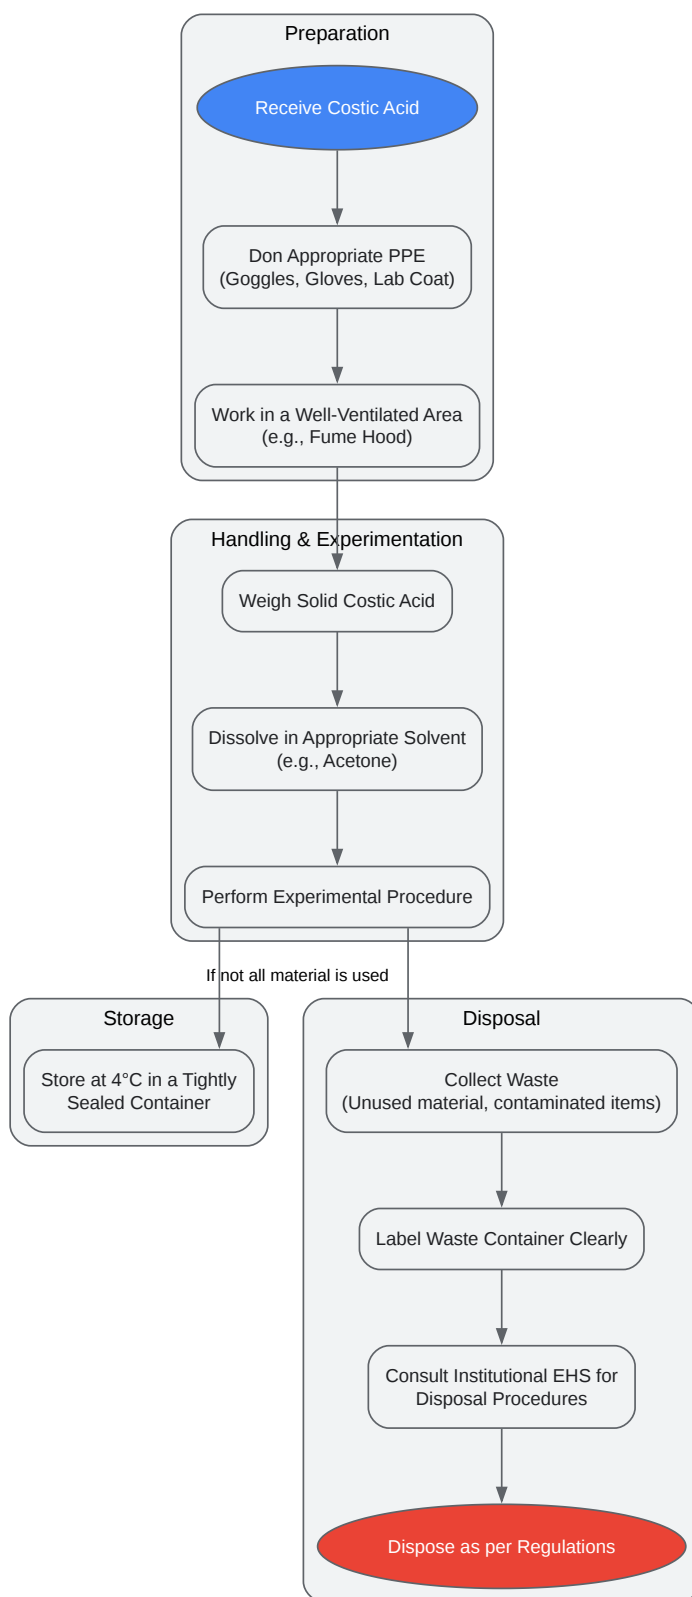 Preparation
Receive Costic Acid
Don Appropriate PPE
(Goggles, Gloves, Lab Coat)
Work in a Well-Ventilated Area
(e.g., Fume Hood)
Handling & Experimentation
Weigh Solid Costic Acid
Dissolve in Appropriate Solvent
(e.g., Acetone)
Perform Experimental Procedure
If not all material is used
Storage
Store at 4°C in a Tightly
Sealed Container
Disposal
Collect Waste
(Unused material, contaminated items)
Label Waste Container Clearly
Consult Institutional EHS for
Disposal Procedures
Dispose as per Regulations